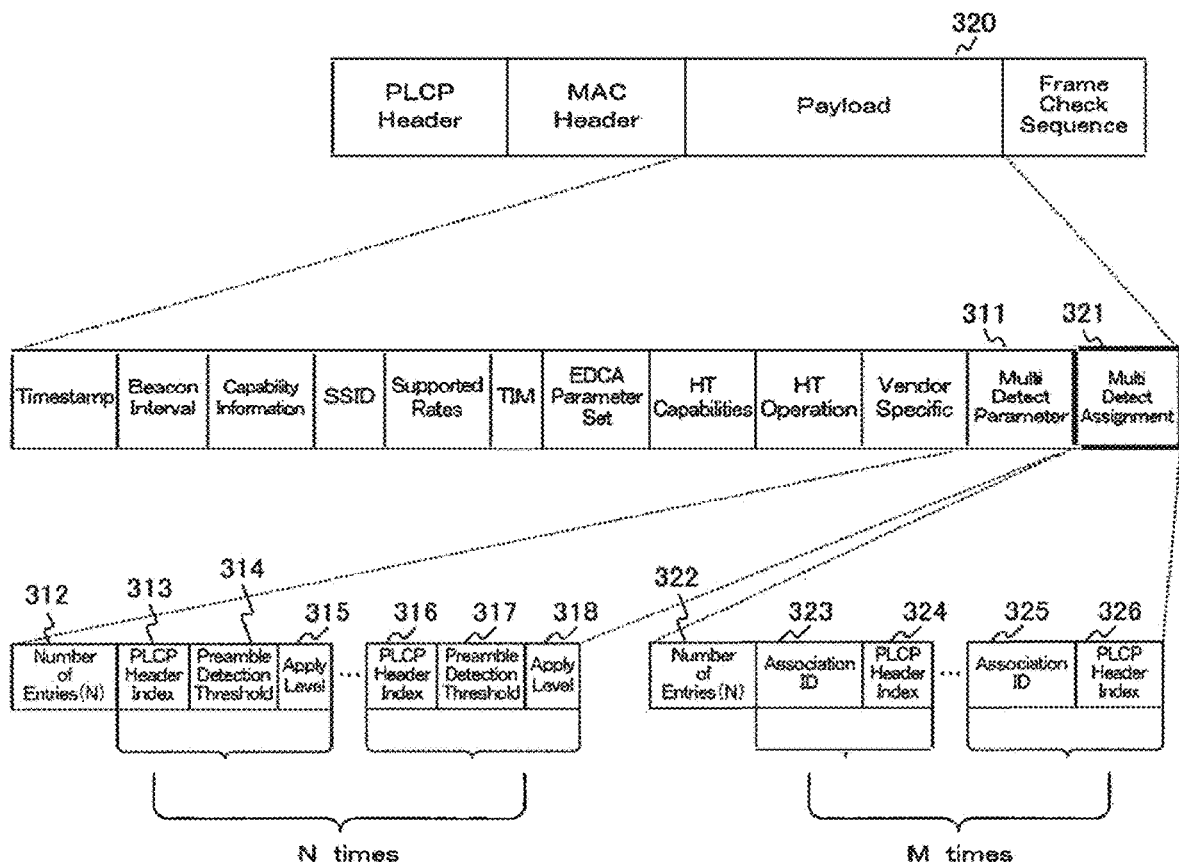 320
PLCP
Header
MAC
Header
Payload
Frame
Check
Sequence
311
321
Timestamp
Beacon
Interval
Capability
Information
SSID
Supported
Rates
TIM
EDCA
Parameter
Set
HT
Capabilities
HT
Operation
Vendor
Specific
Multi
Detect
Parameter
Multi
Detect
Assignment
312
313
314
315
316
317
318
322
323
324
325
326
Number
of
Entries(N)
PLCP
Header
Index
Preamble
Detection
Threshold
Apply
Level
...
PLCP
Header
Index
Preamble
Detection
Threshold
Apply
Level
Number
of
Entries(N)
Association
ID
PLCP
Header
Index
...
Association
ID
PLCP
Header
Index
N times
M times